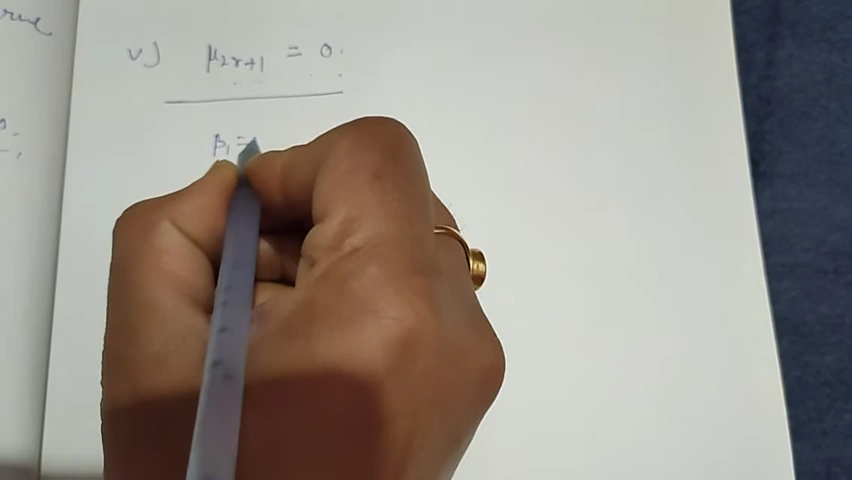 v) μ₂ᵣ₊₁ = 0.
β₁ =